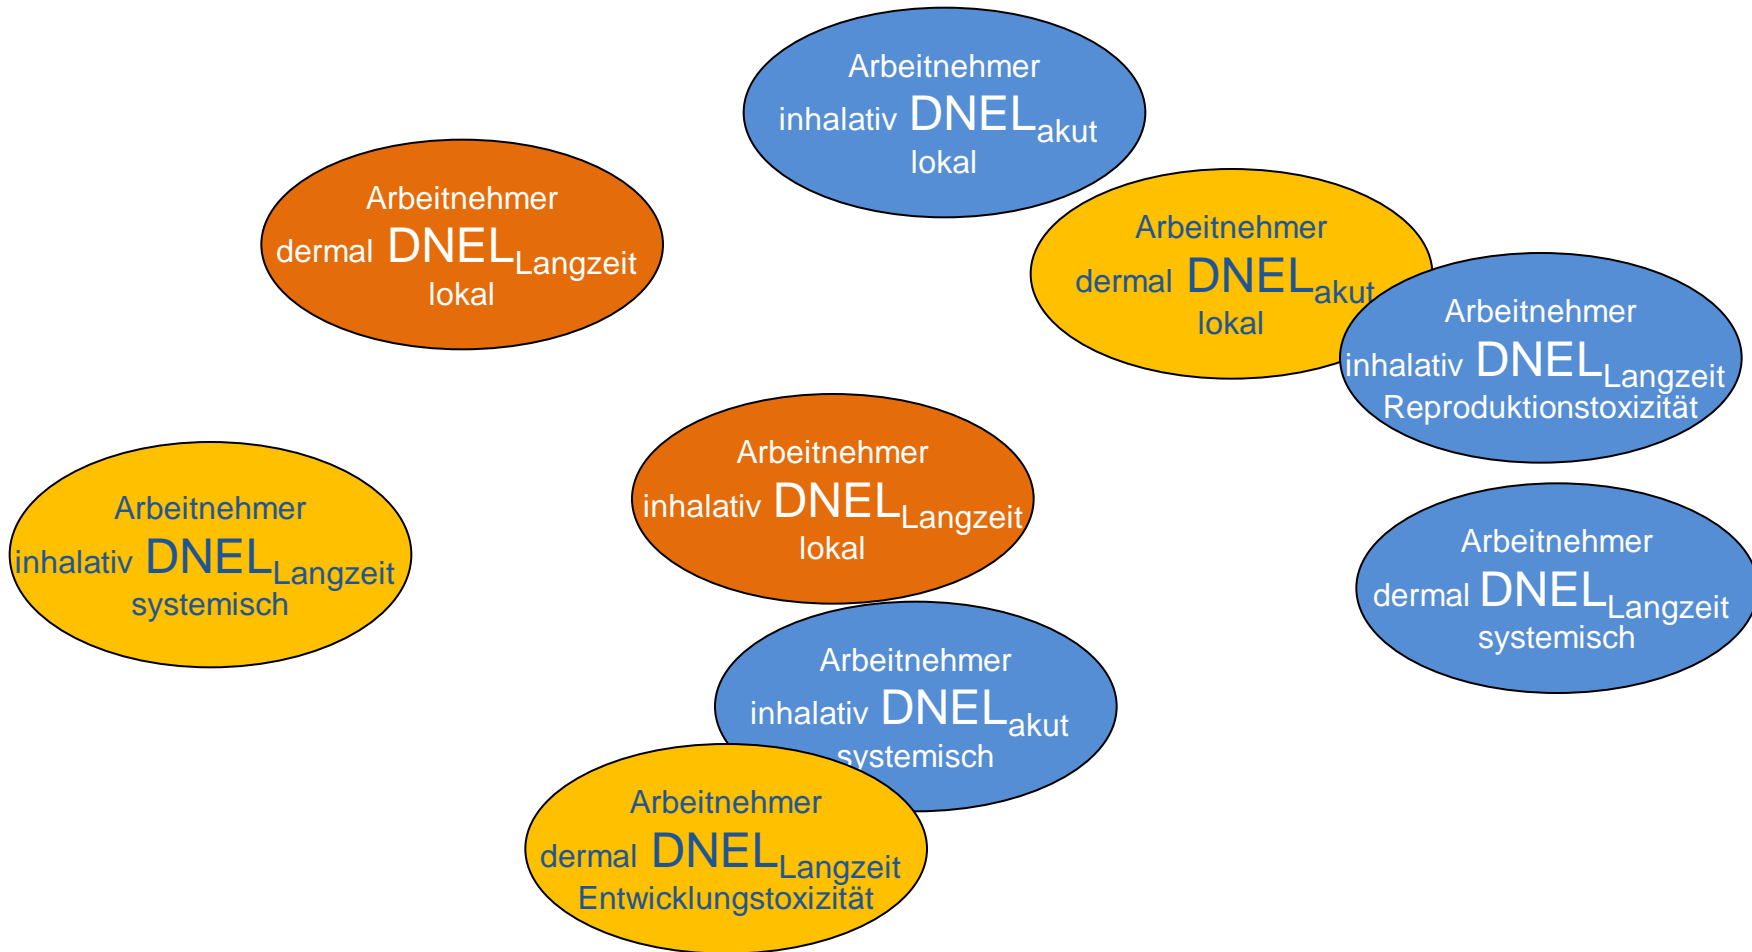 Arbeitnehmer
inhalativ DNELakut
lokal
Arbeitnehmer
dermal DNELLangzeit
lokal
Arbeitnehmer
dermal DNELakut
lokal
Arbeitnehmer
inhalativ DNELLangzeit
Reproduktionstoxizität
Arbeitnehmer
inhalativ DNELLangzeit
lokal
Arbeitnehmer
inhalativ DNELLangzeit
systemisch
Arbeitnehmer
dermal DNELLangzeit
systemisch
Arbeitnehmer
inhalativ DNELakut
systemisch
Arbeitnehmer
dermal DNELLangzeit
Entwicklungstoxizität